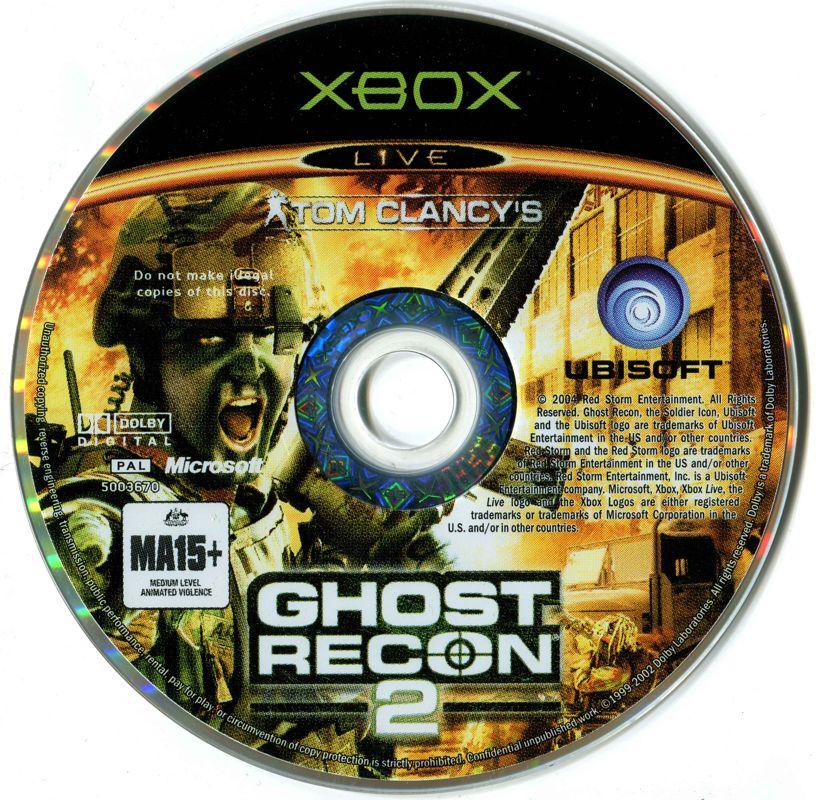 XBOX
LIVE
TOM CLANCY'S
Do not make illegal
copies of this disc.
UBISOFT
© 2004 Red Storm Entertainment. All Rights
Reserved. Ghost Recon, the Soldier Icon, Ubisoft
and the Ubisoft logo are trademarks of Ubisoft
Entertainment in the US and/or other countries.
Red Storm and the Red Storm logo are trademarks
of Red Storm Entertainment in the US and/or other
countries. Red Storm Entertainment, Inc. is a Ubisoft
Entertainment company. Microsoft, Xbox, Xbox Live, the
Live logo and the Xbox Logos are either registered
trademarks or trademarks of Microsoft Corporation in the
U.S. and/or in other countries.
DOLBY
DIGITAL
PAL Microsoft
5003670
MA15+
MEDIUM LEVEL
ANIMATED VIOLENCE
GHOST
RECON
2
Unauthorized copying, reverse engineering, transmission, public performance, rental, pay for play, or circumvention of copy protection is strictly prohibited. Confidential unpublished work. ©1999,2002 Dolby Laboratories. All rights reserved. Dolby is a trademark of Dolby Laboratories.